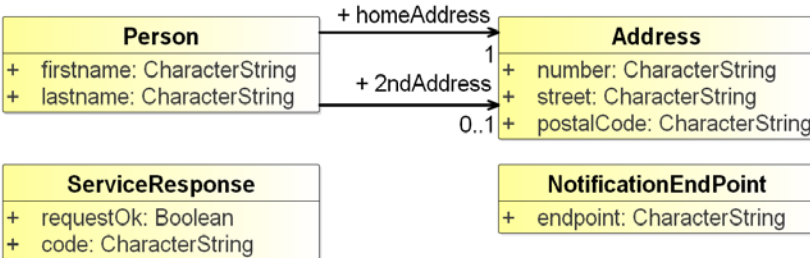 + homeAddress
Person
1
Address
+ firstname: CharacterString
+ lastname: CharacterString
+ 2ndAddress
0..1
+ number: CharacterString
+ street: CharacterString
+ postalCode: CharacterString
ServiceResponse
+ requestOk: Boolean
+ code: CharacterString
NotificationEndPoint
+ endpoint: CharacterString